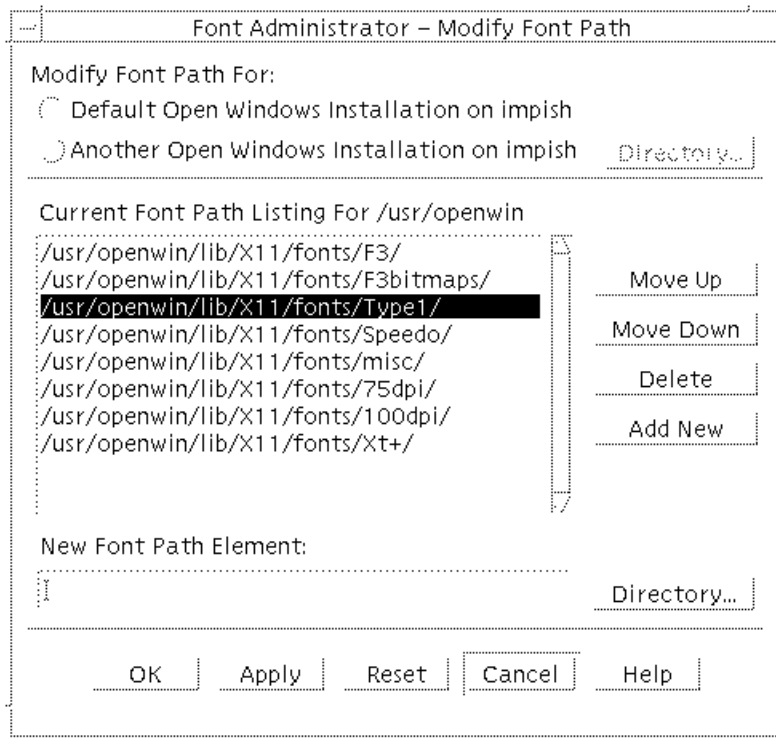 Font Administrator – Modify Font Path
Modify Font Path For:
Default Open Windows Installation on impish
Another Open Windows Installation on impish
Directory...
Current Font Path Listing For /usr/openwin
/usr/openwin/lib/X11/fonts/F3/
/usr/openwin/lib/X11/fonts/F3bitmaps/
/usr/openwin/lib/X11/fonts/Type1/
/usr/openwin/lib/X11/fonts/Speedo/
/usr/openwin/lib/X11/fonts/misc/
/usr/openwin/lib/X11/fonts/75dpi/
/usr/openwin/lib/X11/fonts/100dpi/
/usr/openwin/lib/X11/fonts/Xt+/
Move Up
Move Down
Delete
Add New
New Font Path Element:
Directory...
OK Apply Reset Cancel Help